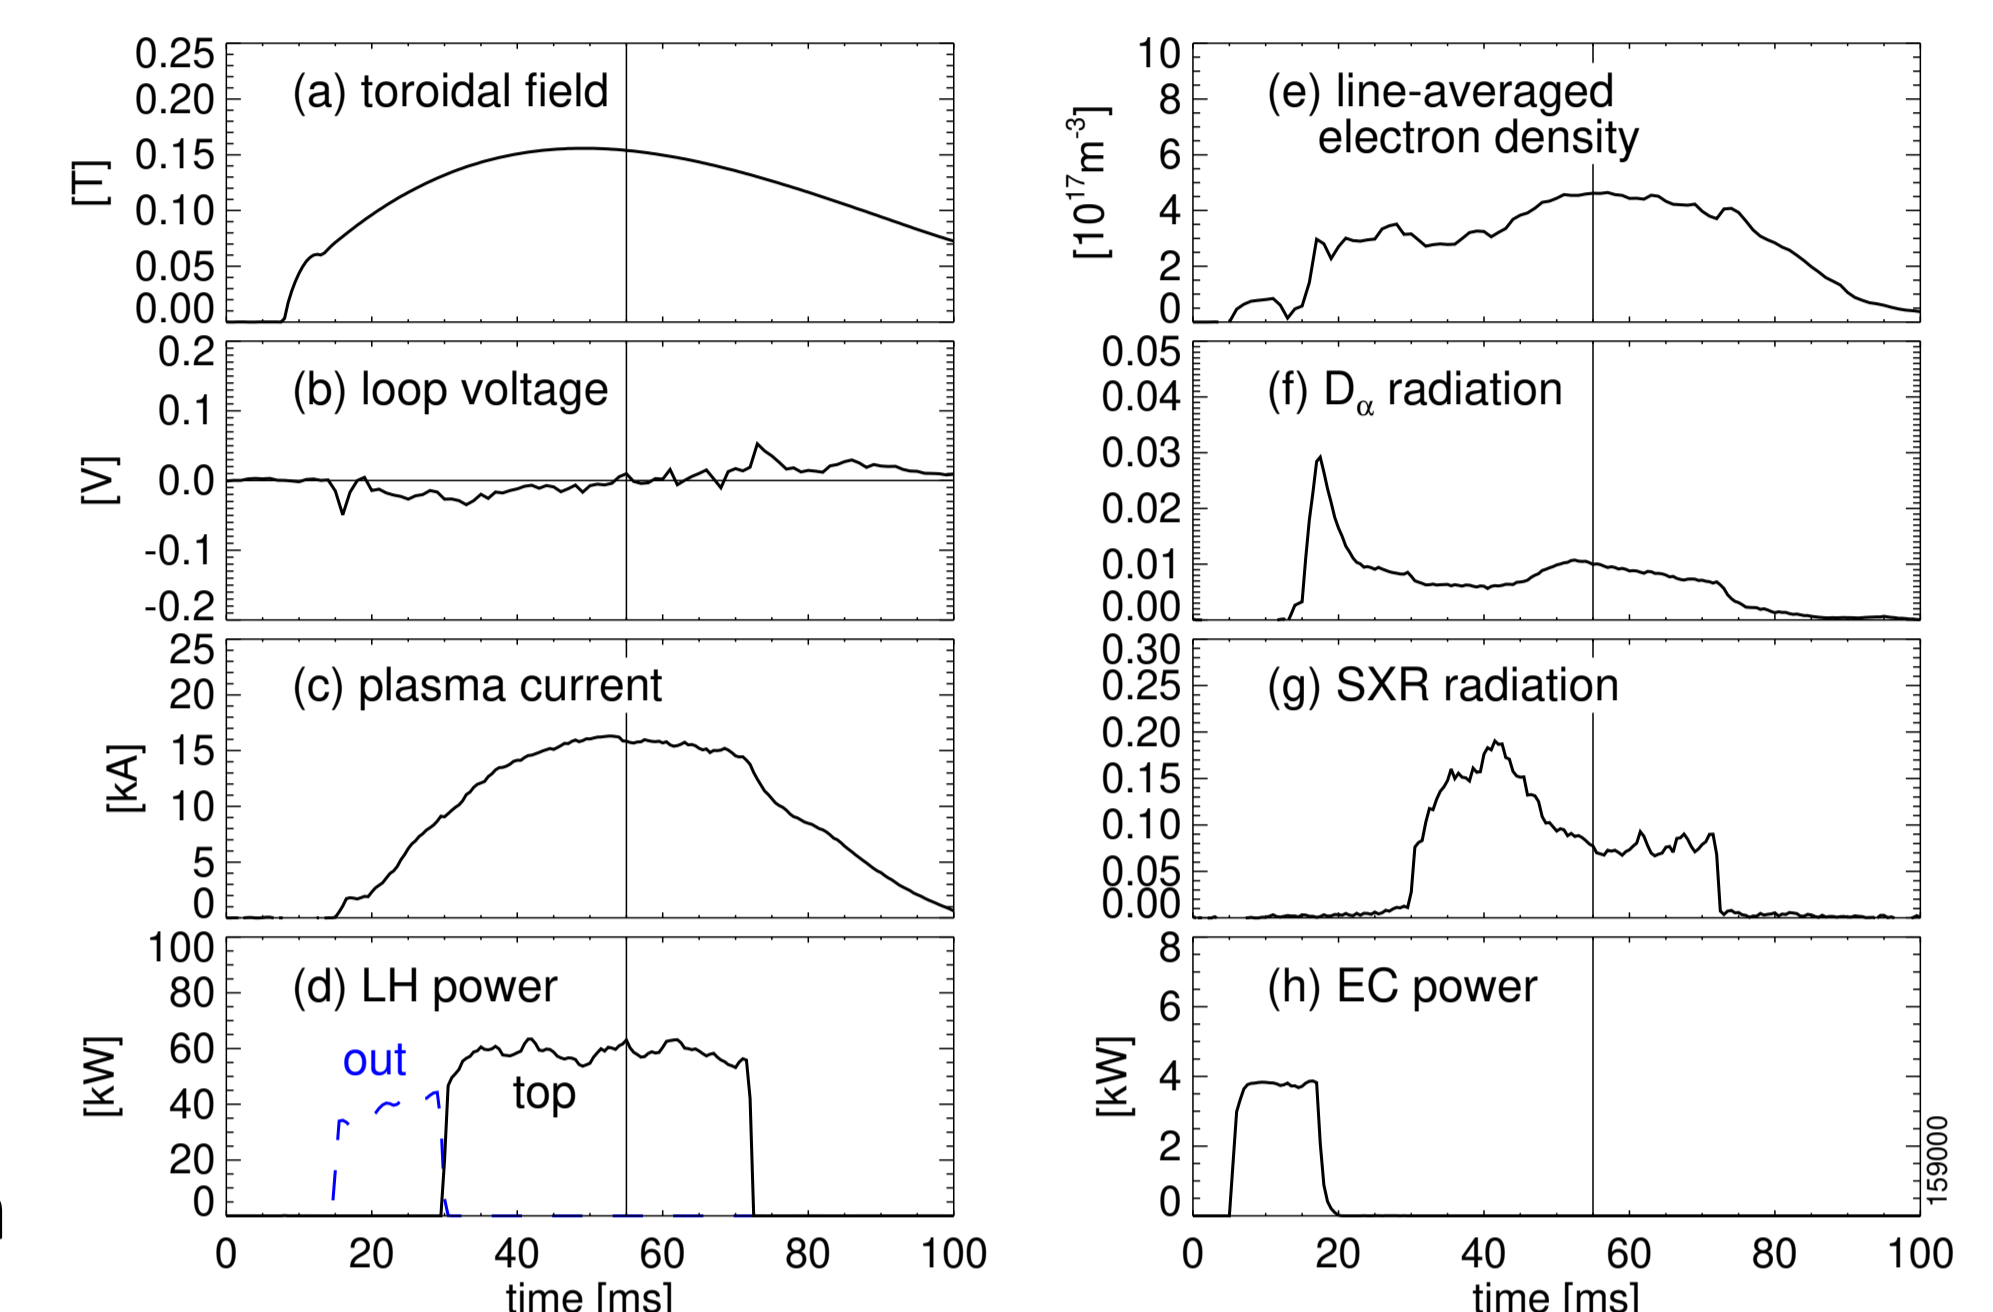 0.25
0.20
0.15
0.10
0.05
0.00
[T]
(a) toroidal field
0.2
0.1
0.0
-0.1
-0.2
[V]
(b) loop voltage
25
20
15
10
5
0
[kA]
(c) plasma current
100
80
60
40
20
0
[kW]
(d) LH power
out
top
0 20 40 60 80 100
time [ms]
10
8
6
4
2
0
[10¹⁷m⁻³]
(e) line-averaged
electron density
0.05
0.04
0.03
0.02
0.01
0.00
(f) Dα radiation
0.30
0.25
0.20
0.15
0.10
0.05
0.00
(g) SXR radiation
8
6
4
2
0
[kW]
(h) EC power
0 20 40 60 80 100
time [ms]
159000